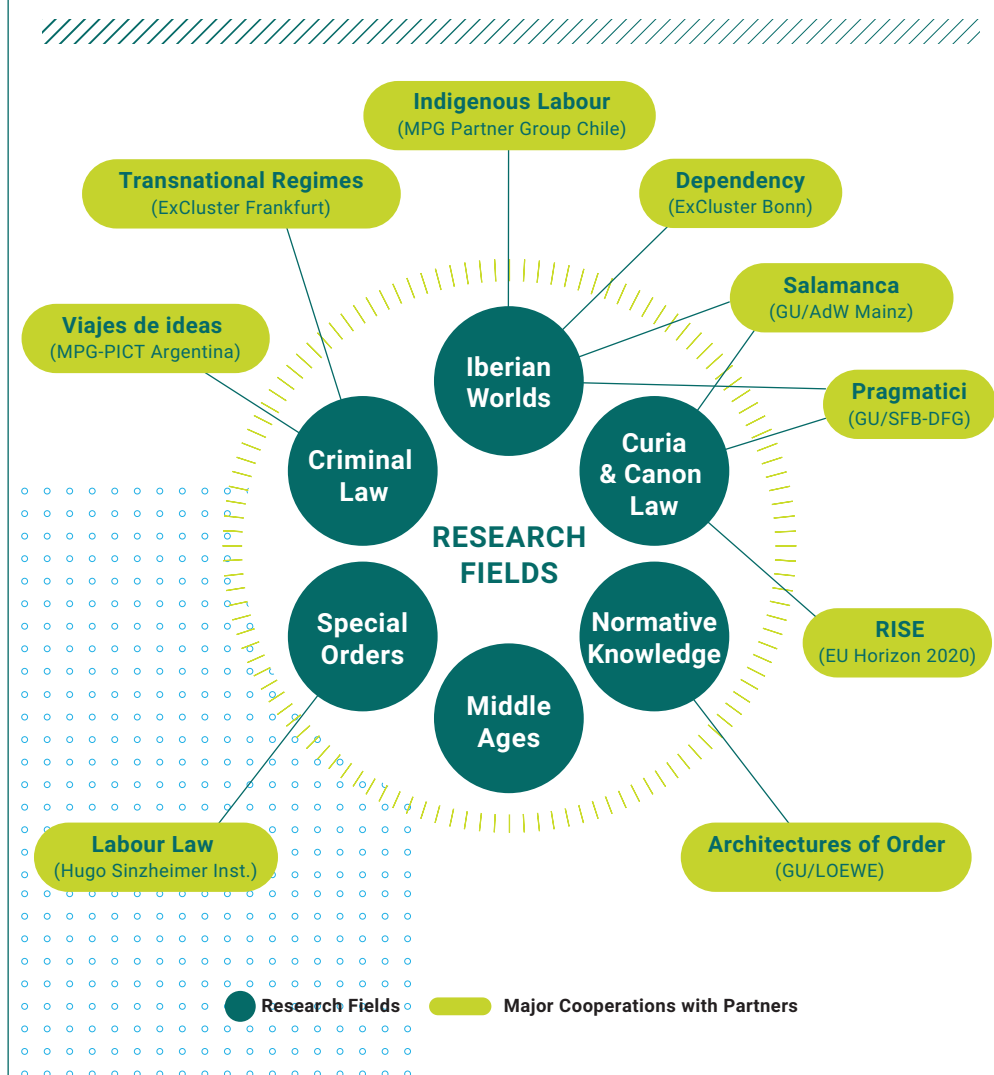 Indigenous Labour
(MPG Partner Group Chile)
Transnational Regimes
(ExCluster Frankfurt)
Dependency
(ExCluster Bonn)
Salamanca
(GU/AdW Mainz)
Viajes de ideas
(MPG-PICT Argentina)
Iberian
Worlds
Pragmatici
(GU/SFB-DFG)
Criminal
Law
Curia
& Canon
Law
RESEARCH
FIELDS
Special
Orders
Normative
Knowledge
RISE
(EU Horizon 2020)
Middle
Ages
Labour Law
(Hugo Sinzheimer Inst.)
Architectures of Order
(GU/LOEWE)
Research Fields
Major Cooperations with Partners